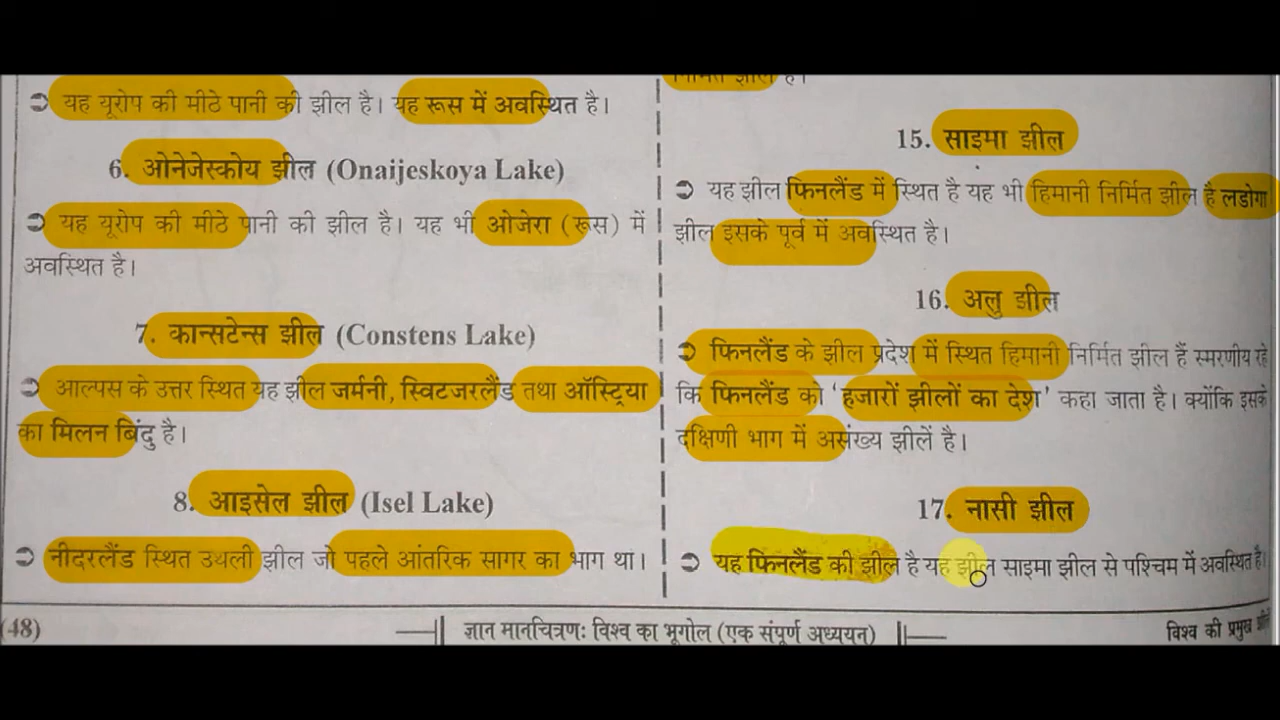 यह यूरोप की मीठे पानी की झील है। यह रूस में अवस्थित है।
6. ओनेजेस्कोय झील (Onaijeskoya Lake)
यह यूरोप की मीठे पानी की झील है। यह भी ओजेरा (रूस) में
अवस्थित है।
7. कान्सटेन्स झील (Constens Lake)
आल्पस के उत्तर स्थित यह झील जर्मनी, स्विटजरलैंड तथा ऑस्ट्रिया
का मिलन बिंदु है।
8. आइसेल झील (Isel Lake)
नीदरलैंड स्थित उथली झील जो पहले आंतरिक सागर का भाग था।
निर्मित झील है।
15. साइमा झील
यह झील फिनलैंड में स्थित है यह भी हिमानी निर्मित झील है लडोगा
झील इसके पूर्व में अवस्थित है।
16. अलु झील
फिनलैंड के झील प्रदेश में स्थित हिमानी निर्मित झील हैं स्मरणीय रहे
कि फिनलैंड को 'हजारों झीलों का देश' कहा जाता है। क्योंकि इसके
दक्षिणी भाग में असंख्य झीलें है।
17. नासी झील
यह फिनलैंड की झील है यह झील साइमा झील से पश्चिम में अवस्थित है।
(48)
ज्ञान मानचित्रण: विश्व का भूगोल (एक संपूर्ण अध्ययन)
विश्व की प्रमुख झीलें